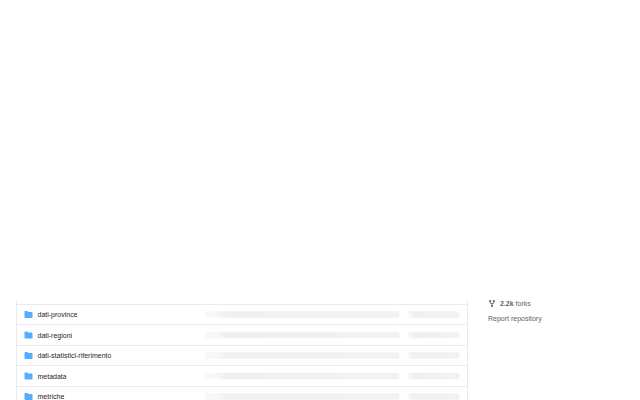 2.2k forks
dati-province
Report repository
dati-regioni
dati-statistici-riferimento
metadata
metriche